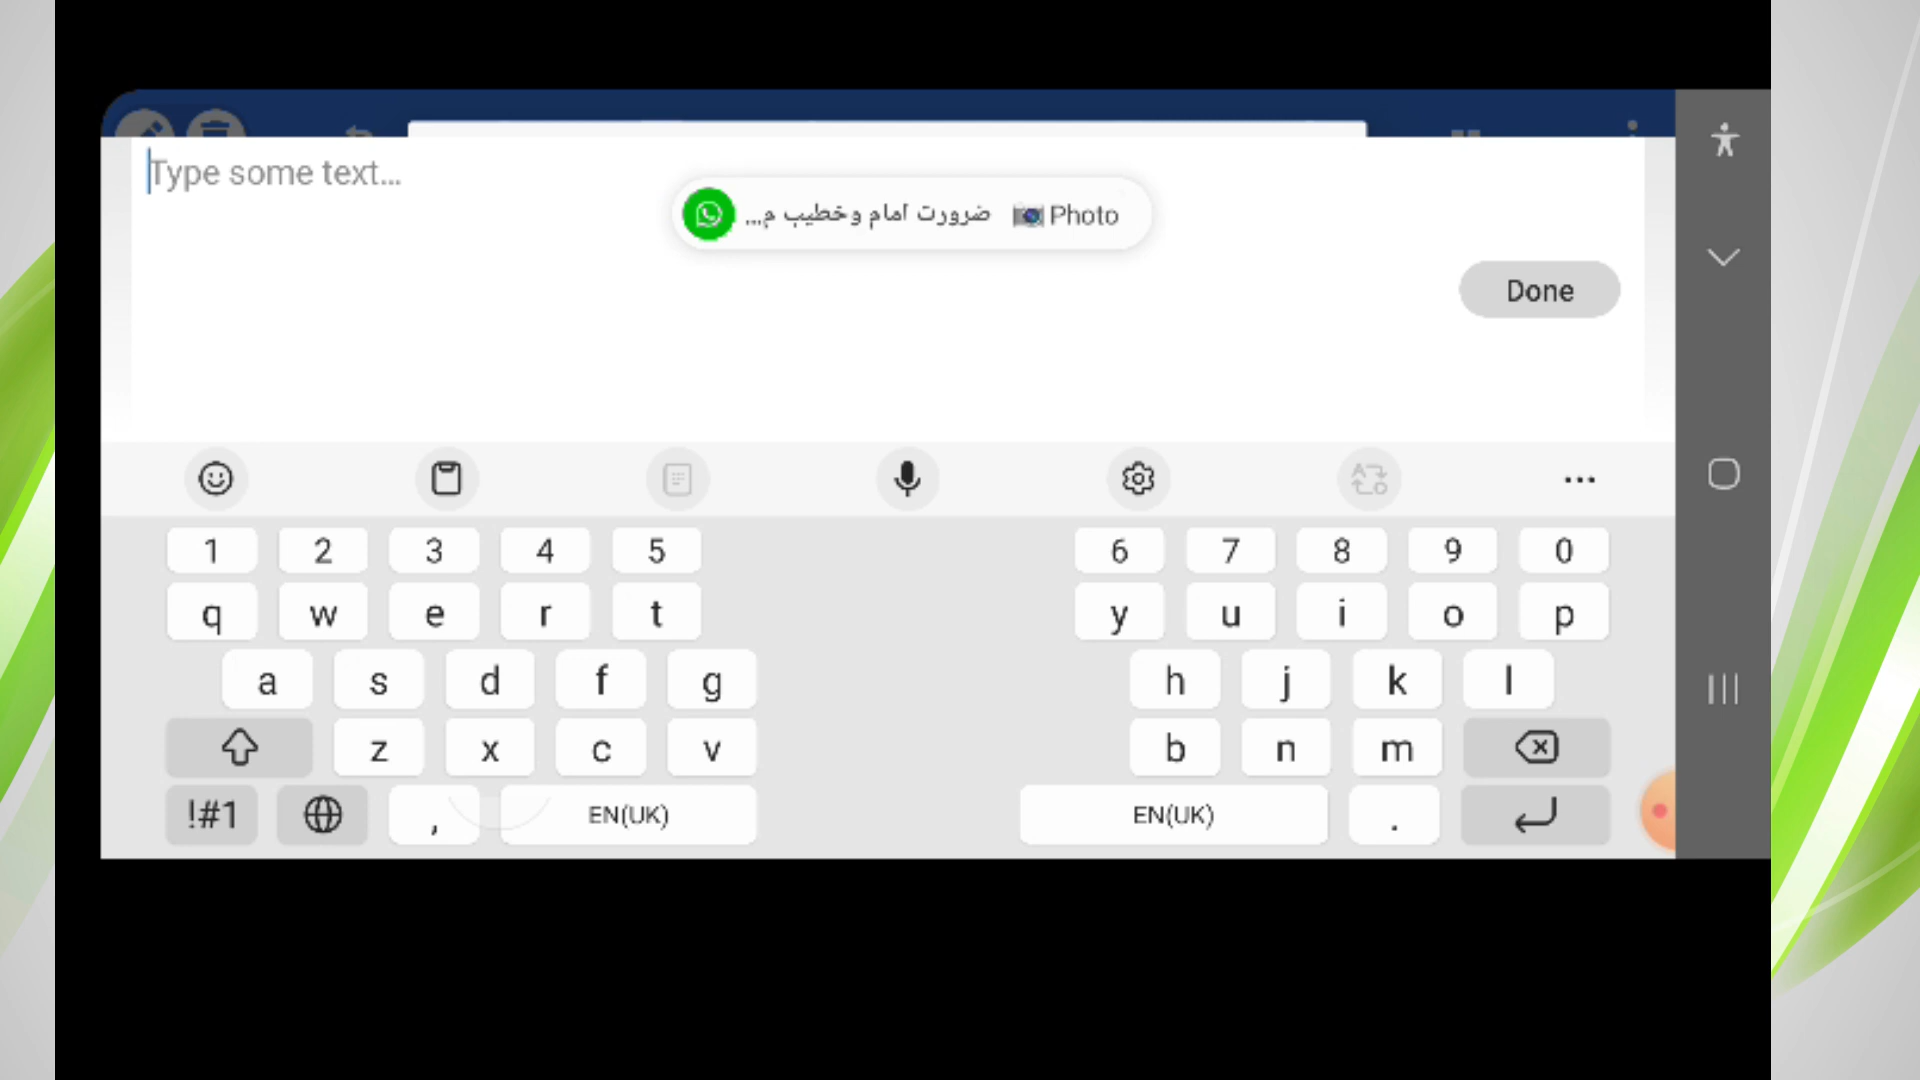 Type some text...
ضرورت امام وخطیب م... 📷 Photo
Done
1 2 3 4 5 6 7 8 9 0
q w e r t y u i o p
a s d f g h j k l
z x c v b n m
!#1 , EN(UK) EN(UK) .